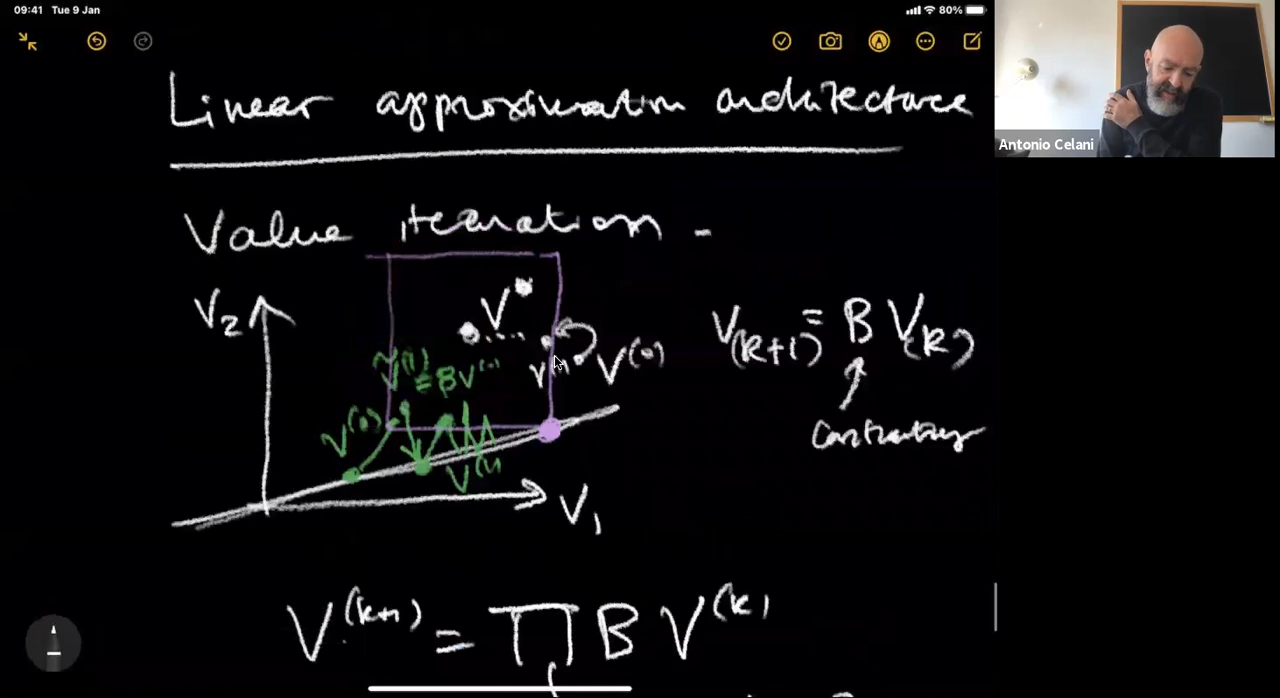 09:41 Tue 9 Jan
80%
Antonio Celani
Linear approximation architecture
Value iteration -
V2
V*
V(k+1) = B V(k)
V(0)
Ṽ(1) = BV(0)
V(1)
V(0)
V(1)
Contracting
V1
V(k+1) = Π B V(k)